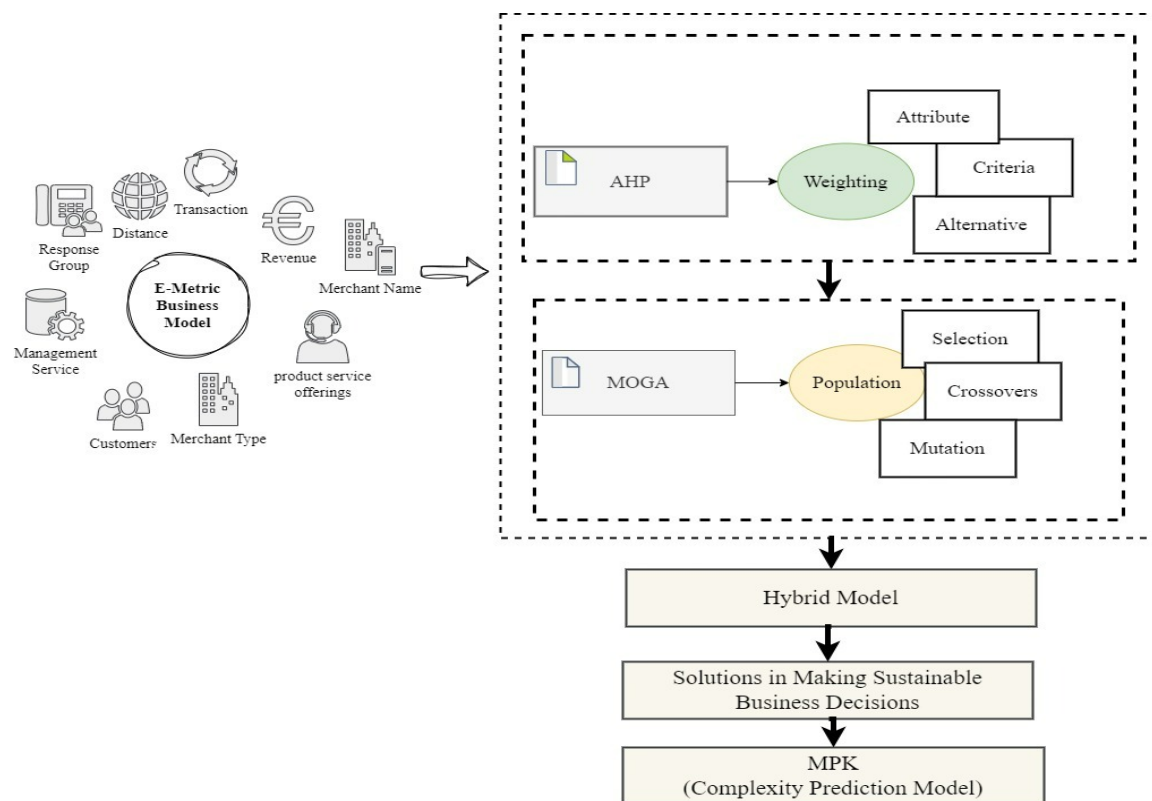 Transaction
Distance
Response
Group
Revenue
Merchant Name
E-Metric
Business
Model
Management
Service
product service
offerings
Customers
Merchant Type
AHP
Weighting
Attribute
Criteria
Alternative
MOGA
Population
Selection
Crossovers
Mutation
Hybrid Model
Solutions in Making Sustainable
Business Decisions
MPK
(Complexity Prediction Model)